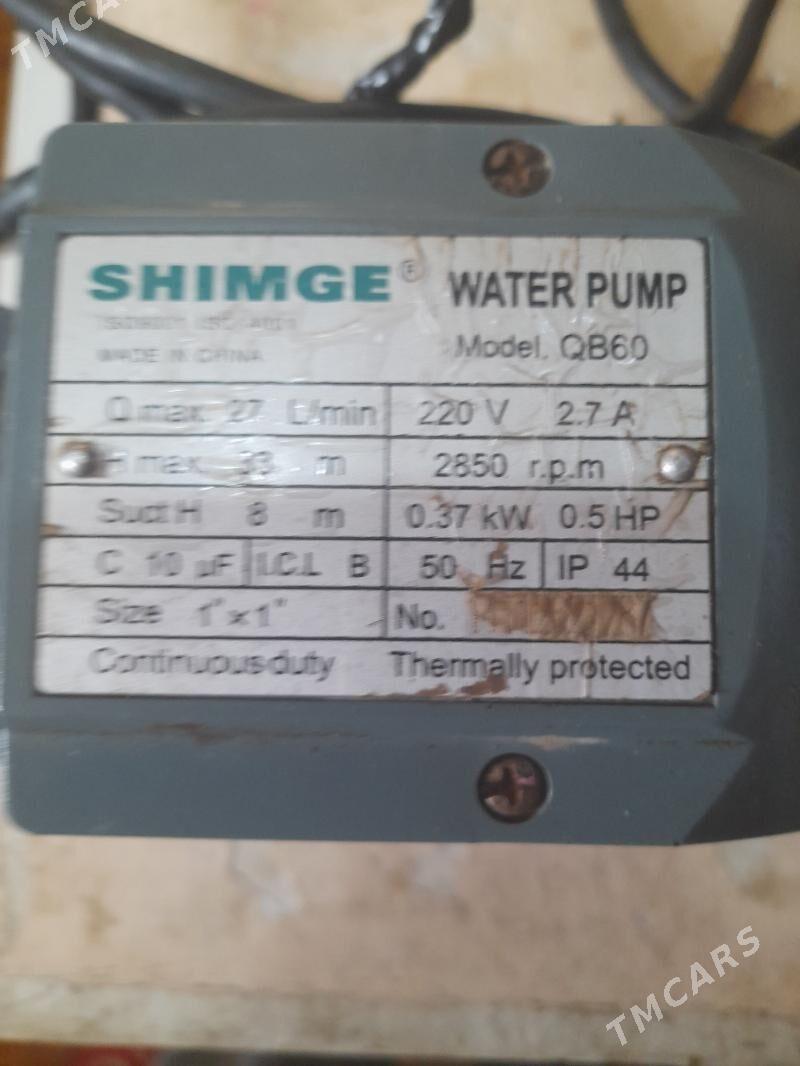 TMCARS
SHIMGE® WATER PUMP
MADE IN CHINA Model. QB60
Q max 27 L/min 220 V 2.7 A
H max 33 m 2850 r.p.m
Suct H 8 m 0.37 kW 0.5 HP
C 10 µF I.C.L B 50 Hz IP 44
Size 1"x1" No.
Continuous duty Thermally protected
TMCARS